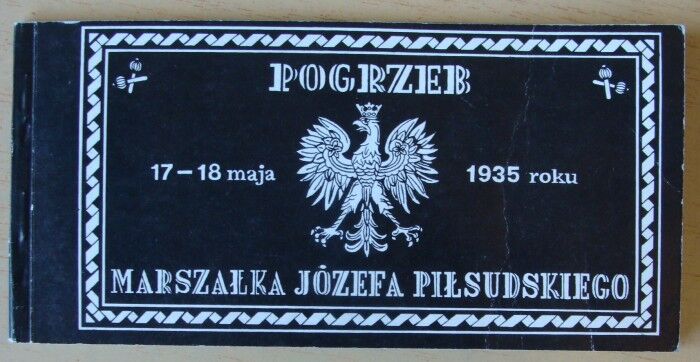 POGRZEB
17–18 maja 1935 roku
MARSZAŁKA JÓZEFA PIŁSUDSKIEGO